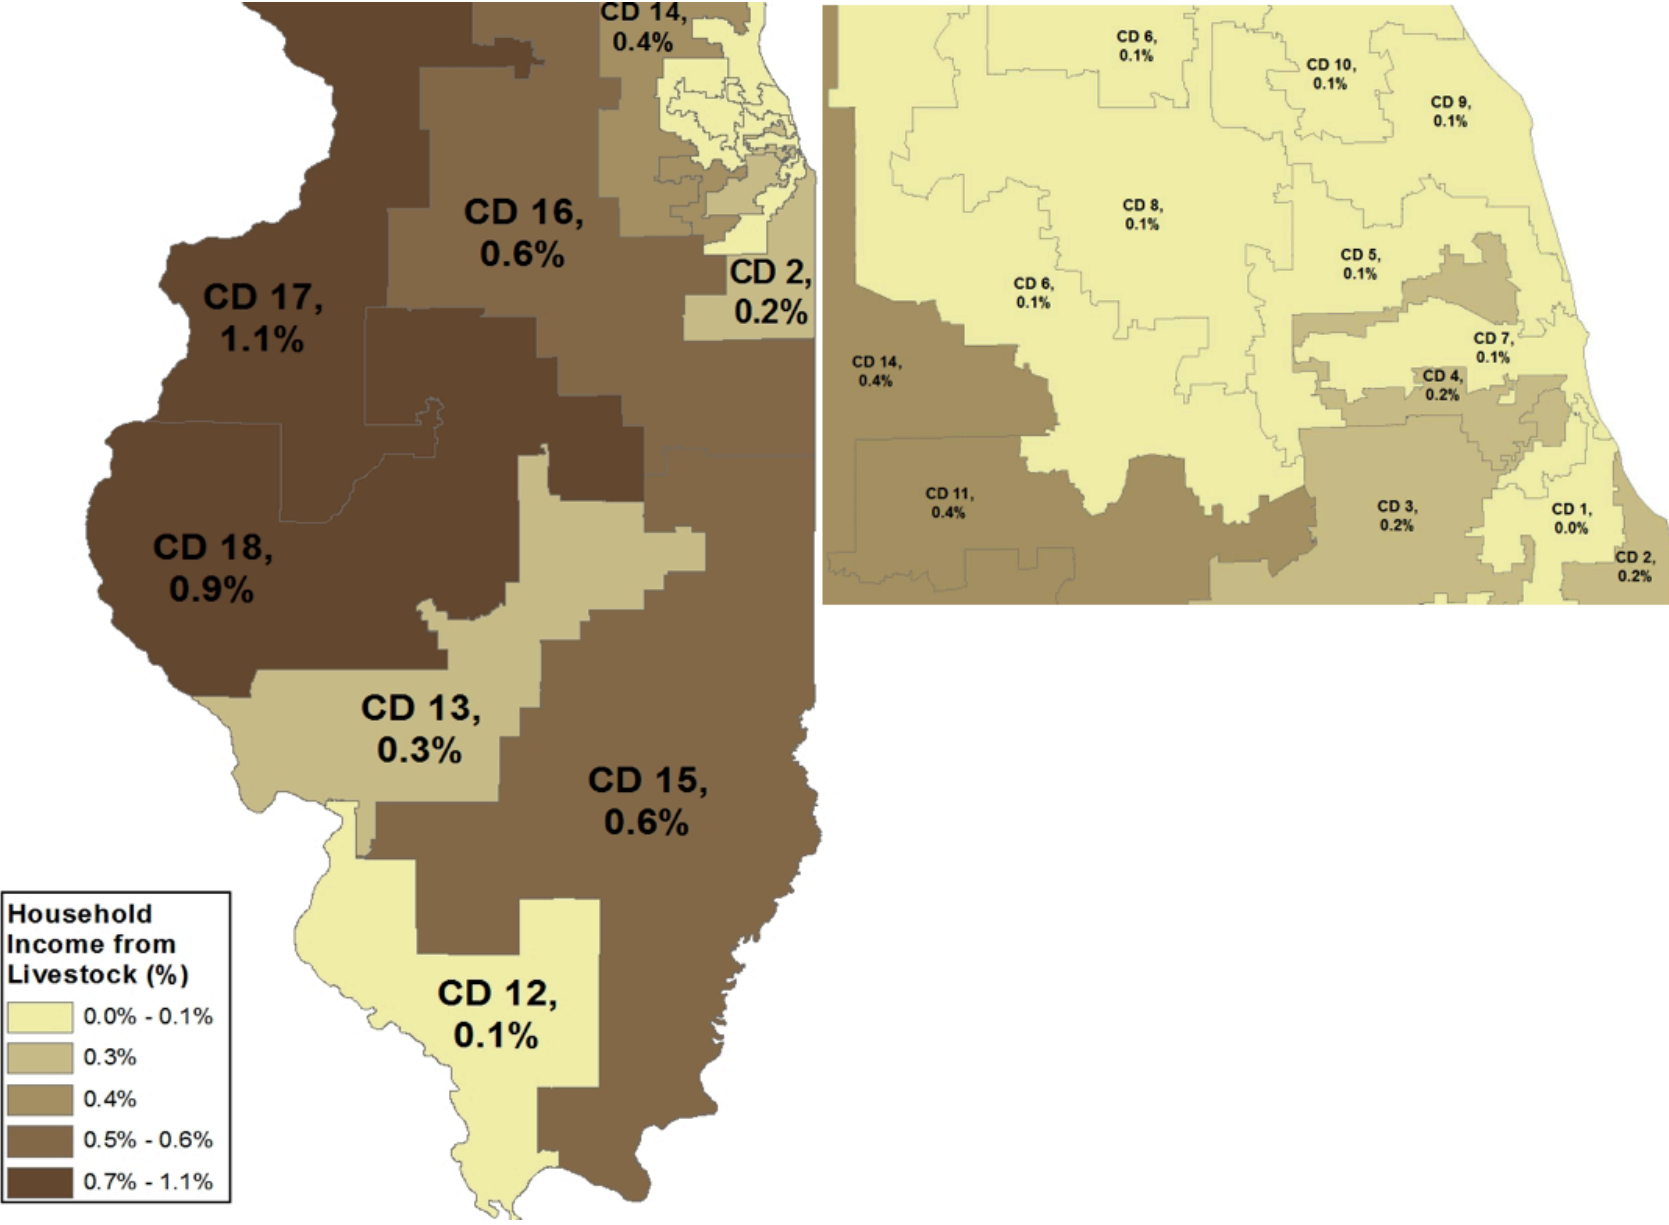 CD 14,
0.4%
CD 16,
0.6%
CD 2,
0.2%
CD 17,
1.1%
CD 18,
0.9%
CD 13,
0.3%
CD 15,
0.6%
CD 12,
0.1%
Household
Income from
Livestock (%)
0.0% - 0.1%
0.3%
0.4%
0.5% - 0.6%
0.7% - 1.1%
CD 6,
0.1%
CD 10,
0.1%
CD 9,
0.1%
CD 8,
0.1%
CD 5,
0.1%
CD 6,
0.1%
CD 7,
0.1%
CD 14,
0.4%
CD 4,
0.2%
CD 11,
0.4%
CD 3,
0.2%
CD 1,
0.0%
CD 2,
0.2%